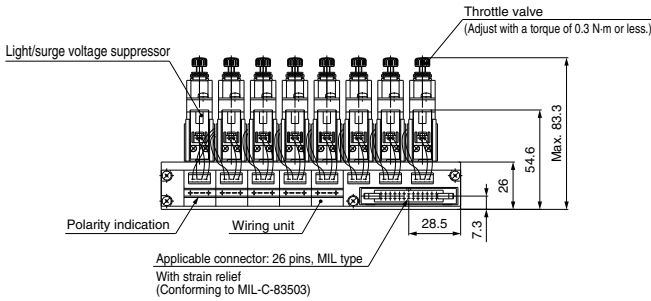 Throttle valve
(Adjust with a torque of 0.3 N·m or less.)
Light/surge voltage suppressor
Max. 83.3
54.6
26
7.3
28.5
Polarity indication
Wiring unit
Applicable connector: 26 pins, MIL type
With strain relief
(Conforming to MIL-C-83503)